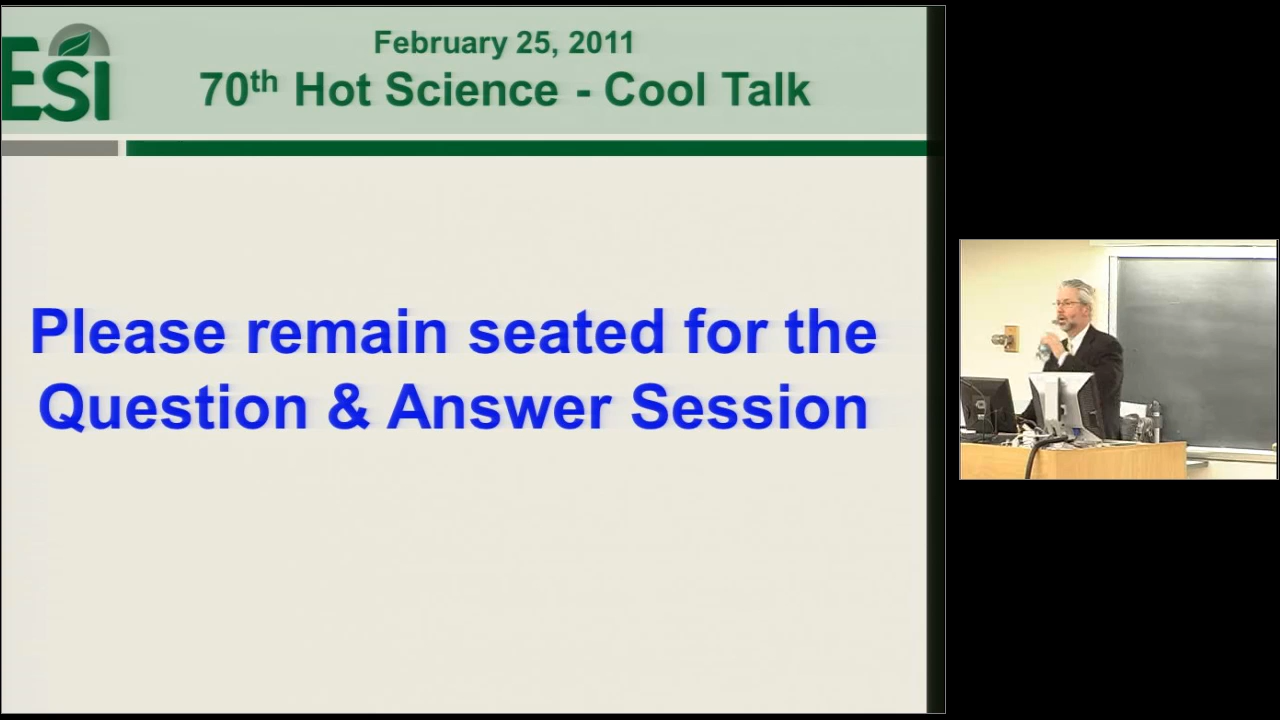 ESI
February 25, 2011
70th Hot Science - Cool Talk
Please remain seated for the
Question & Answer Session